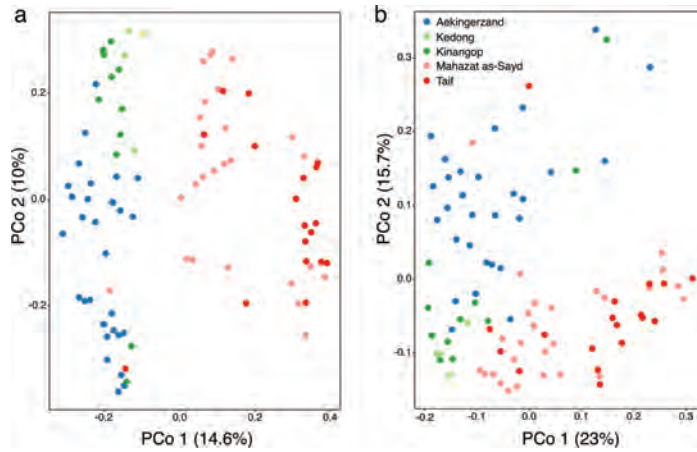 a
b
Aekingerzand
Kedong
Kinangop
Mahazat as-Sayd
Taif
PCo 2 (10%)
0.2
0.0
-0.2
-0.2
0.0
0.2
0.4
PCo 1 (14.6%)
PCo 2 (15.7%)
0.3
0.2
0.1
0.0
-0.1
-0.2
-0.1
0.0
0.1
0.2
0.3
PCo 1 (23%)